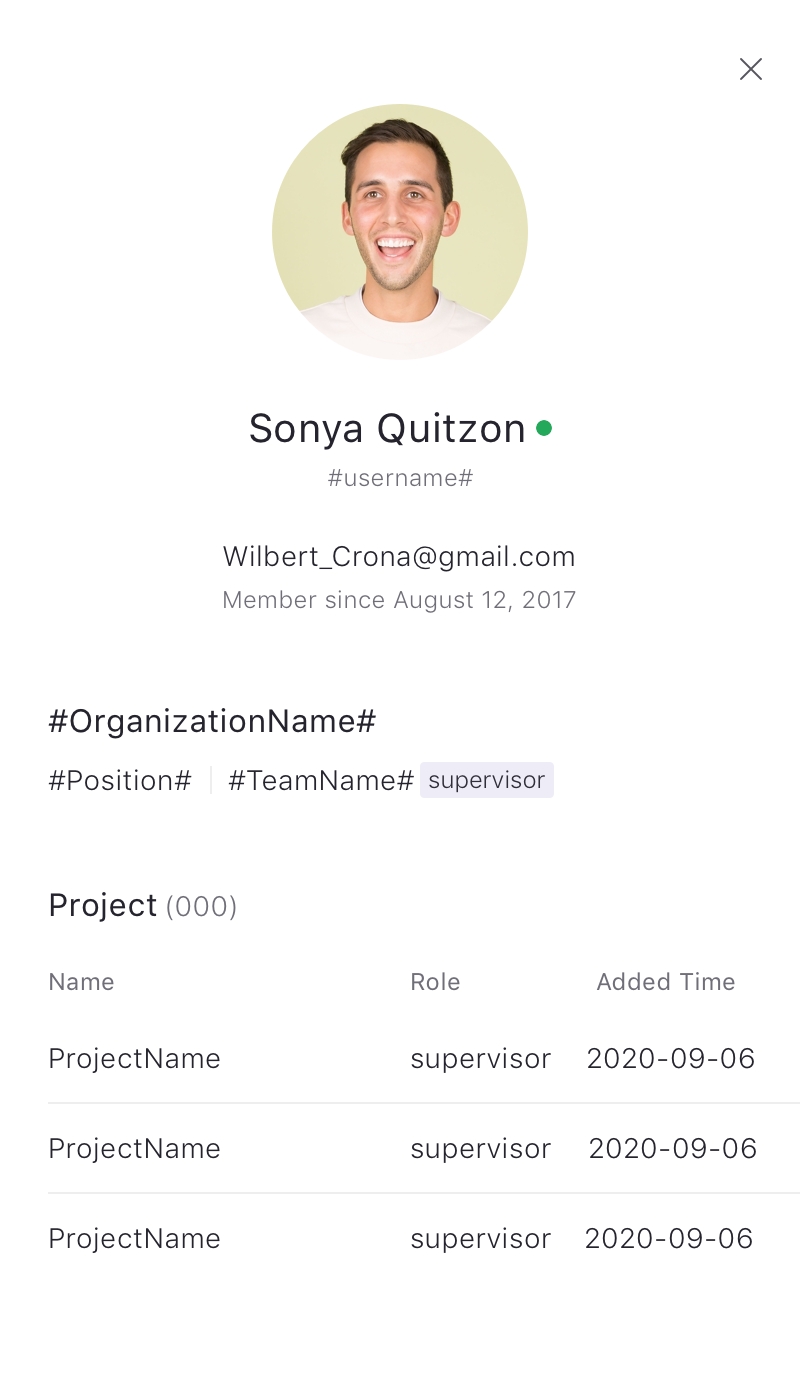 Sonya Quitzon
#username#
Wilbert_Crona@gmail.com
Member since August 12, 2017
#OrganizationName#
#Position# #TeamName# supervisor
Project (000)
Name Role Added Time
ProjectName supervisor 2020-09-06
ProjectName supervisor 2020-09-06
ProjectName supervisor 2020-09-06